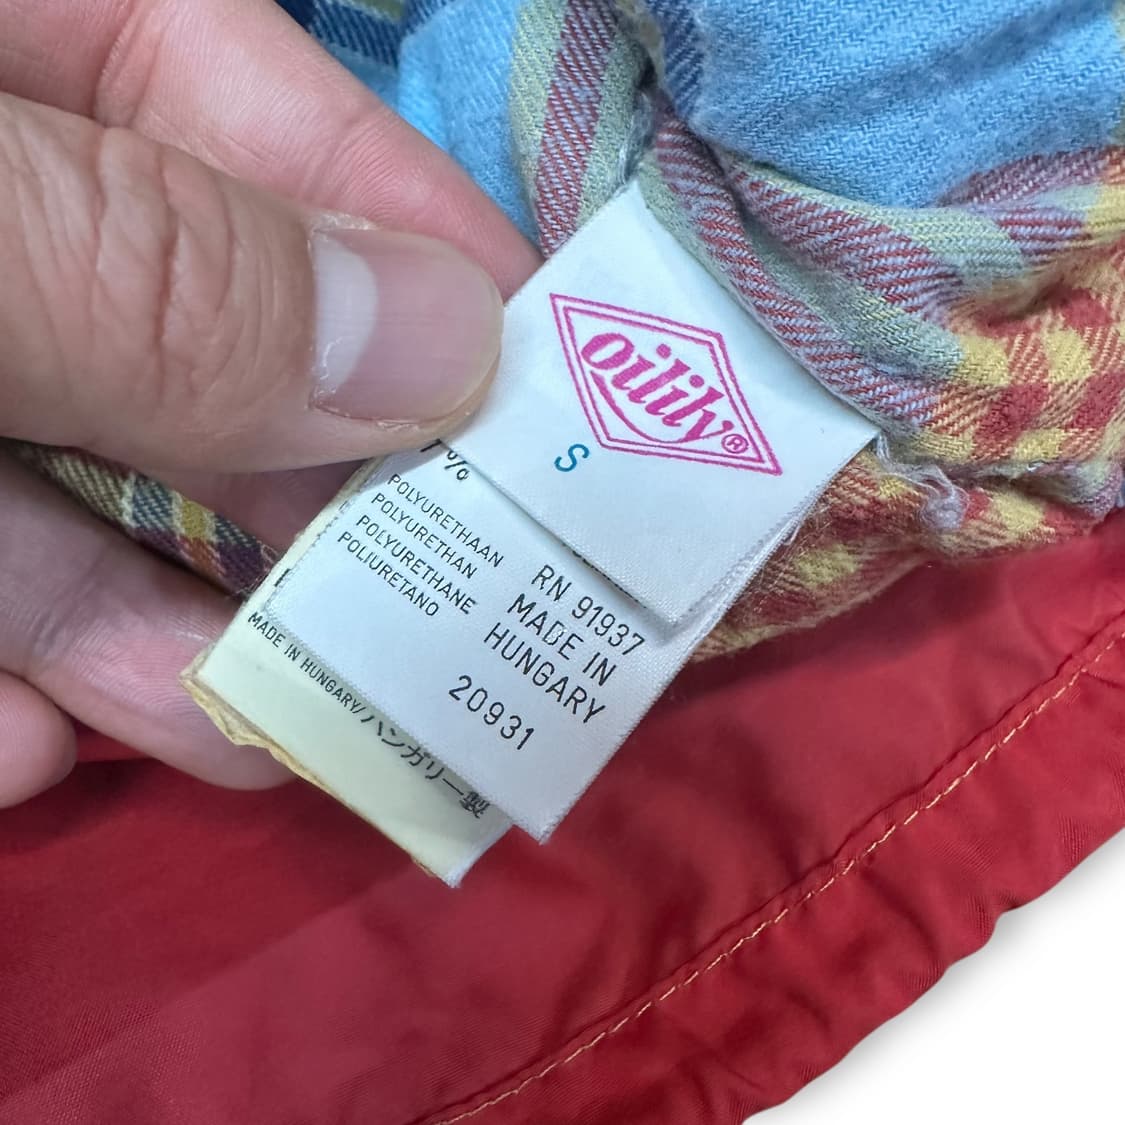 oilily®
S
%
POLYURETHAAN
POLYURETHAN
POLYURETHANE
POLIURETANO
RN 91937
MADE IN
HUNGARY
20931
MADE IN HUNGARY/ハンガリー製